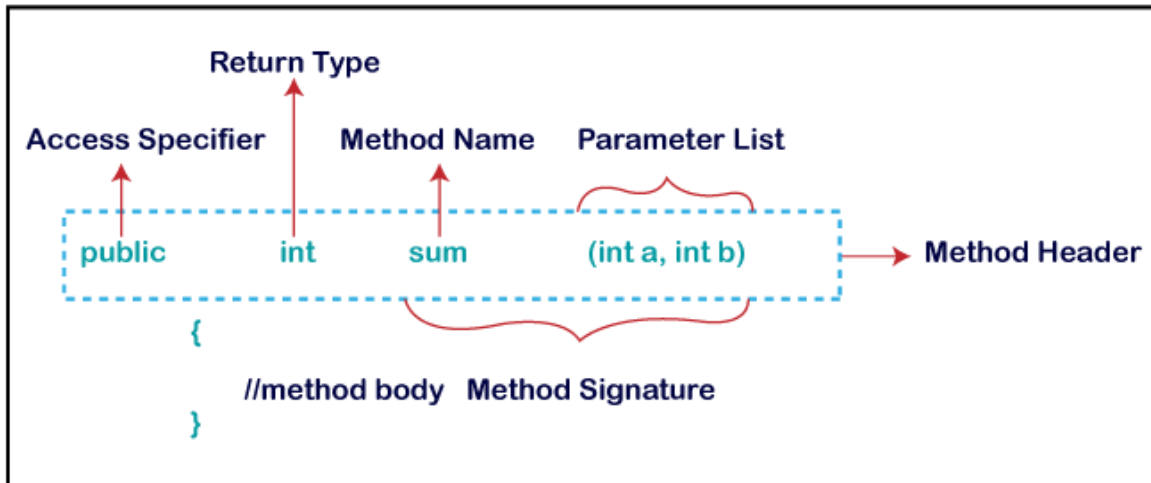 Return Type
Access Specifier Method Name Parameter List
public int sum (int a, int b) Method Header
{
//method body Method Signature
}